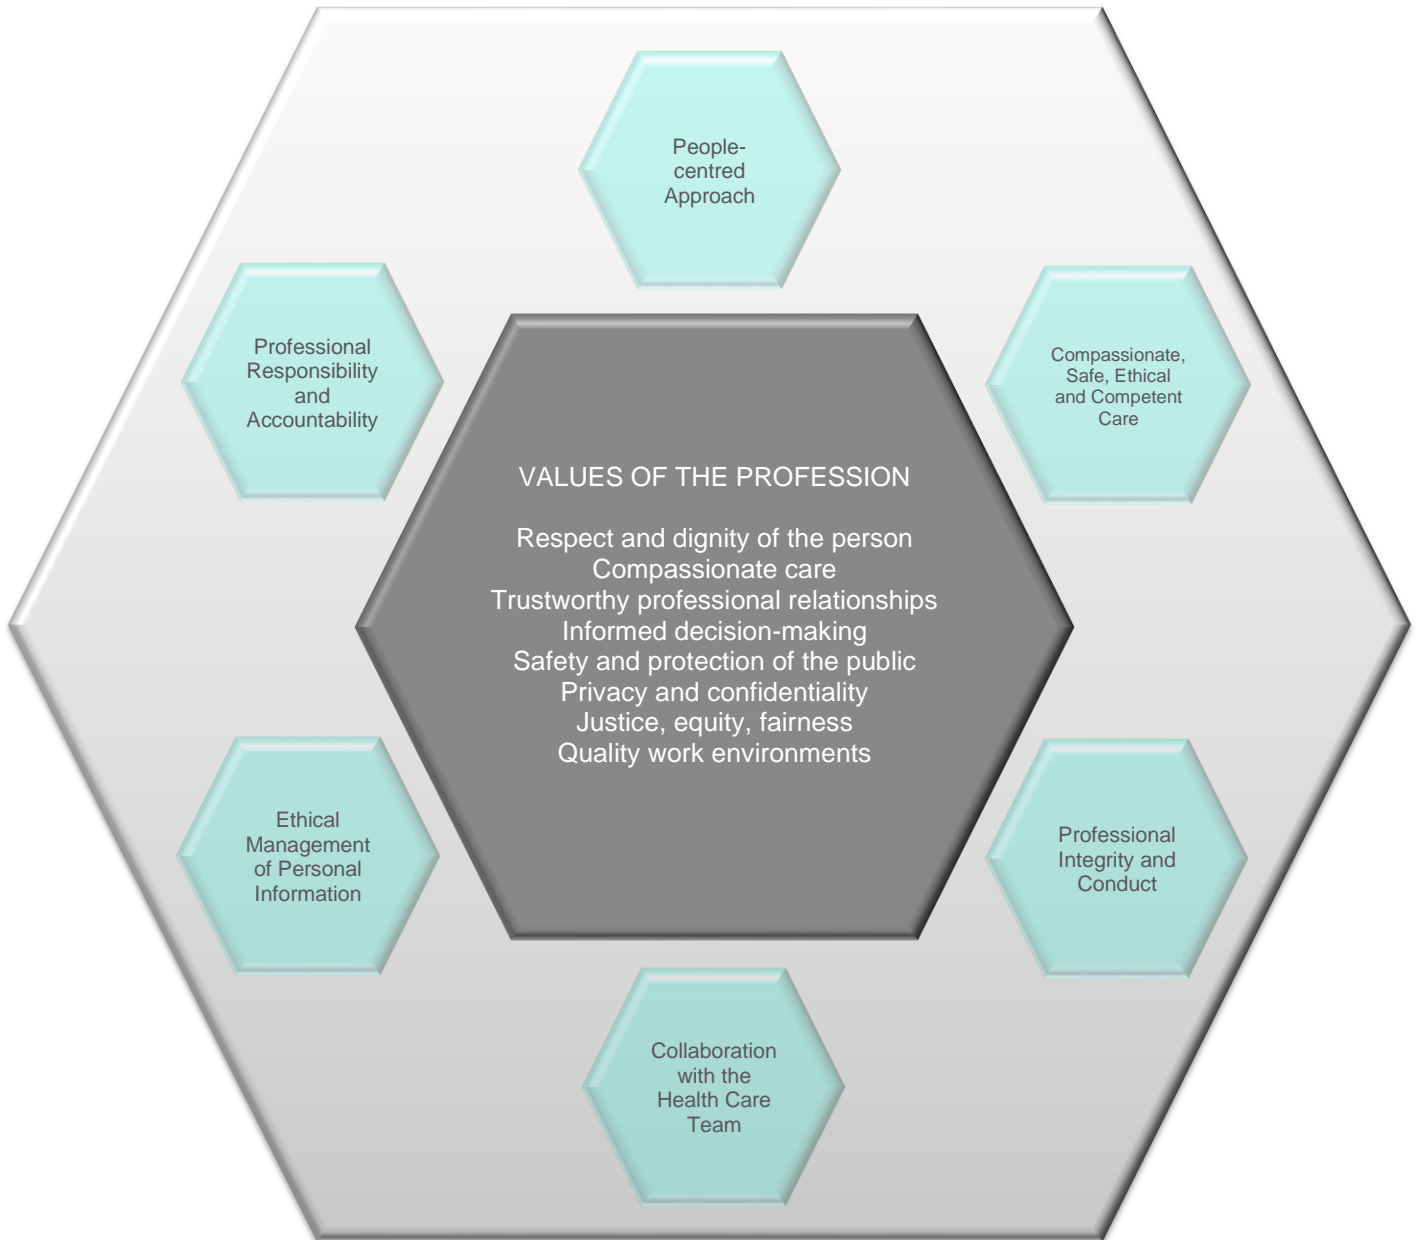 People-
centred
Approach
Professional
Responsibility
and
Accountability
Compassionate,
Safe, Ethical
and Competent
Care
VALUES OF THE PROFESSION
Respect and dignity of the person
Compassionate care
Trustworthy professional relationships
Informed decision-making
Safety and protection of the public
Privacy and confidentiality
Justice, equity, fairness
Quality work environments
Ethical
Management
of Personal
Information
Professional
Integrity and
Conduct
Collaboration
with the
Health Care
Team